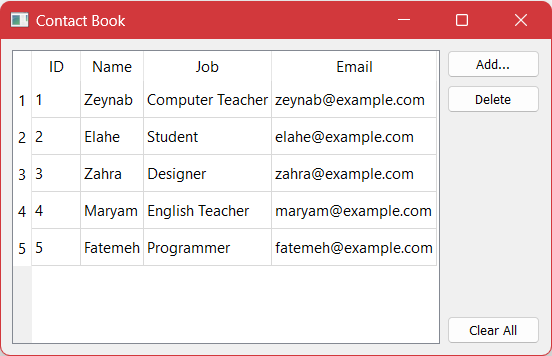 Contact Book
ID Name Job Email
1 1 Zeynab Computer Teacher zeynab@example.com
2 2 Elahe Student elahe@example.com
3 3 Zahra Designer zahra@example.com
4 4 Maryam English Teacher maryam@example.com
5 5 Fatemeh Programmer fatemeh@example.com
Add...
Delete
Clear All